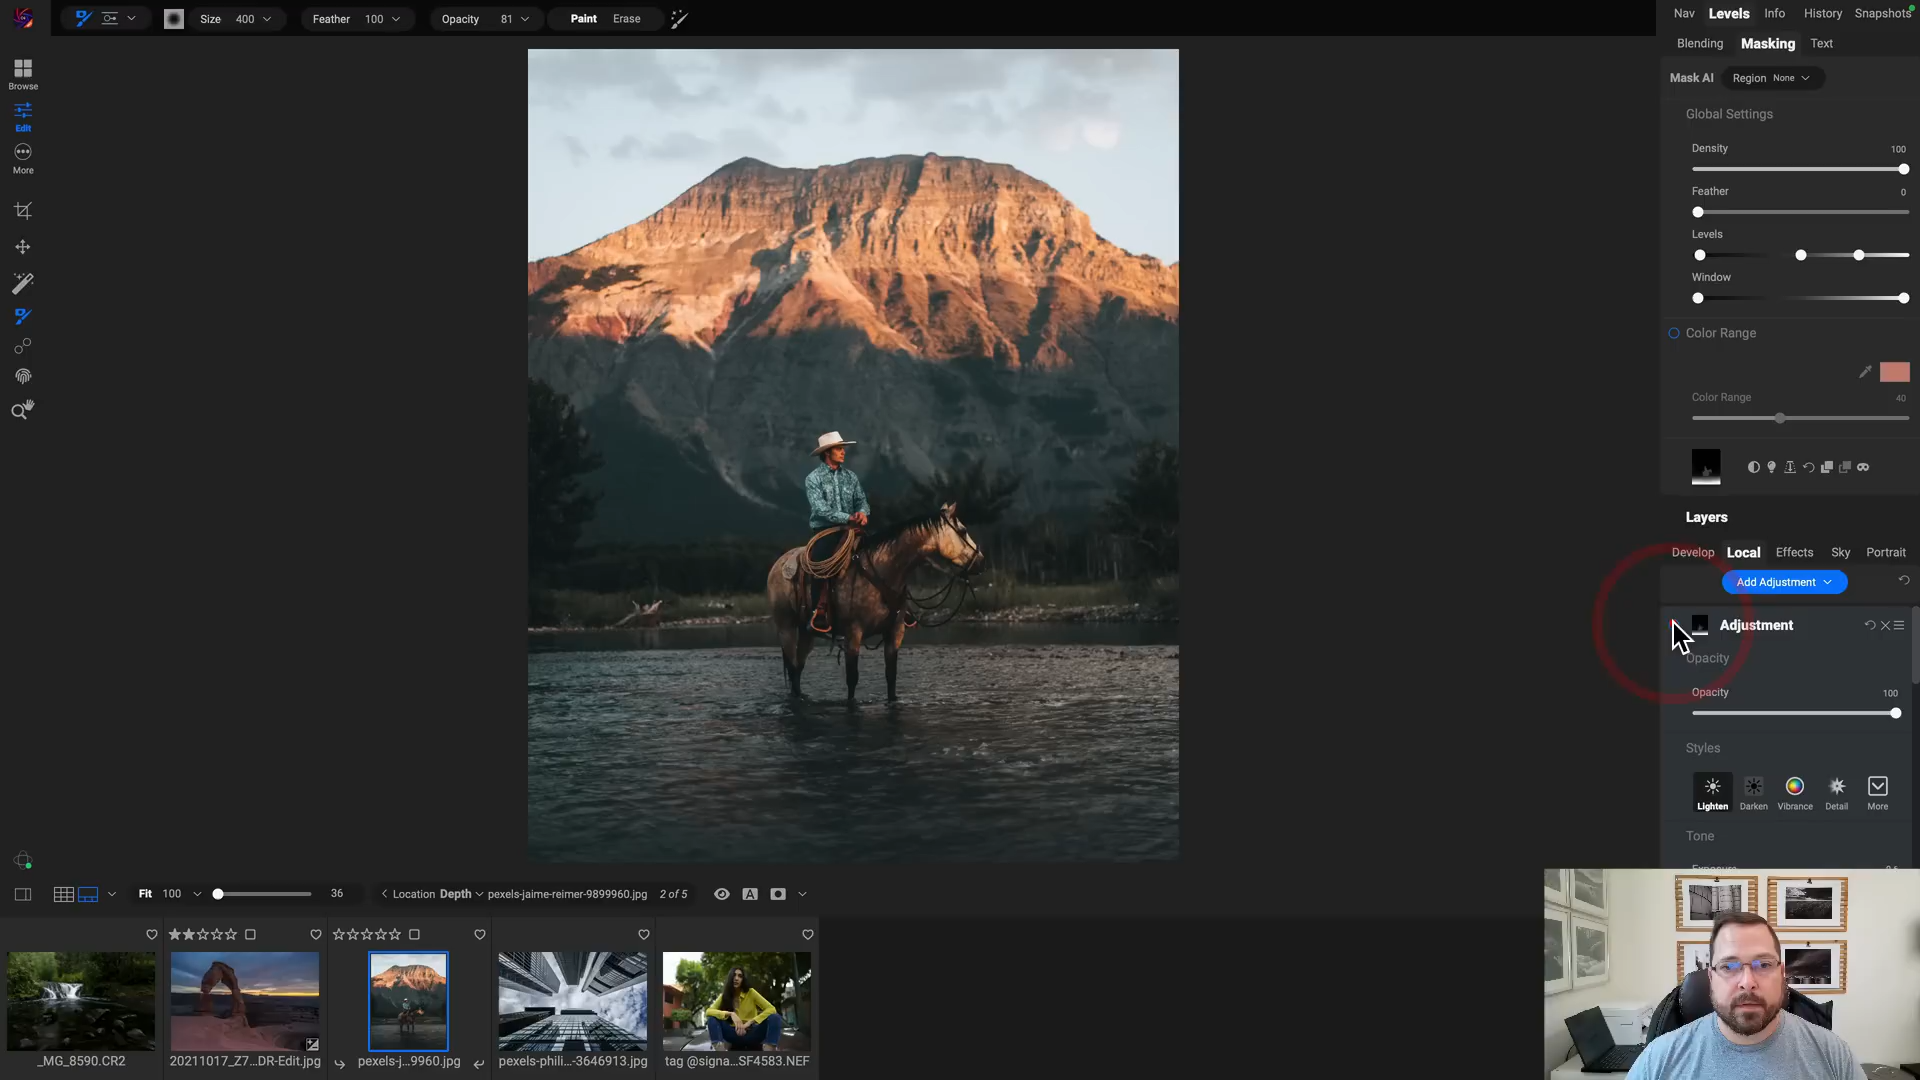 Size 400 Feather 100 Opacity 81 Paint Erase
Nav Levels Info History Snapshots
Blending Masking Text
Mask AI Region None
Global Settings
Density 100
Feather 0
Levels
Window
Color Range
Color Range 40
Layers
Develop Local Effects Sky Portrait
Add Adjustment
Adjustment
Opacity
Opacity 100
Styles
Lighten Darken Vibrance Detail More
Tone
Browse
Edit
More
Fit 100 36 Location Depth pexels-jaime-reimer-9899960.jpg 2 of 5 A
_MG_8590.CR2 20211017_Z7...DR-Edit.jpg pexels-j...9960.jpg pexels-phili...-3646913.jpg tag @signa...SF4583.NEF